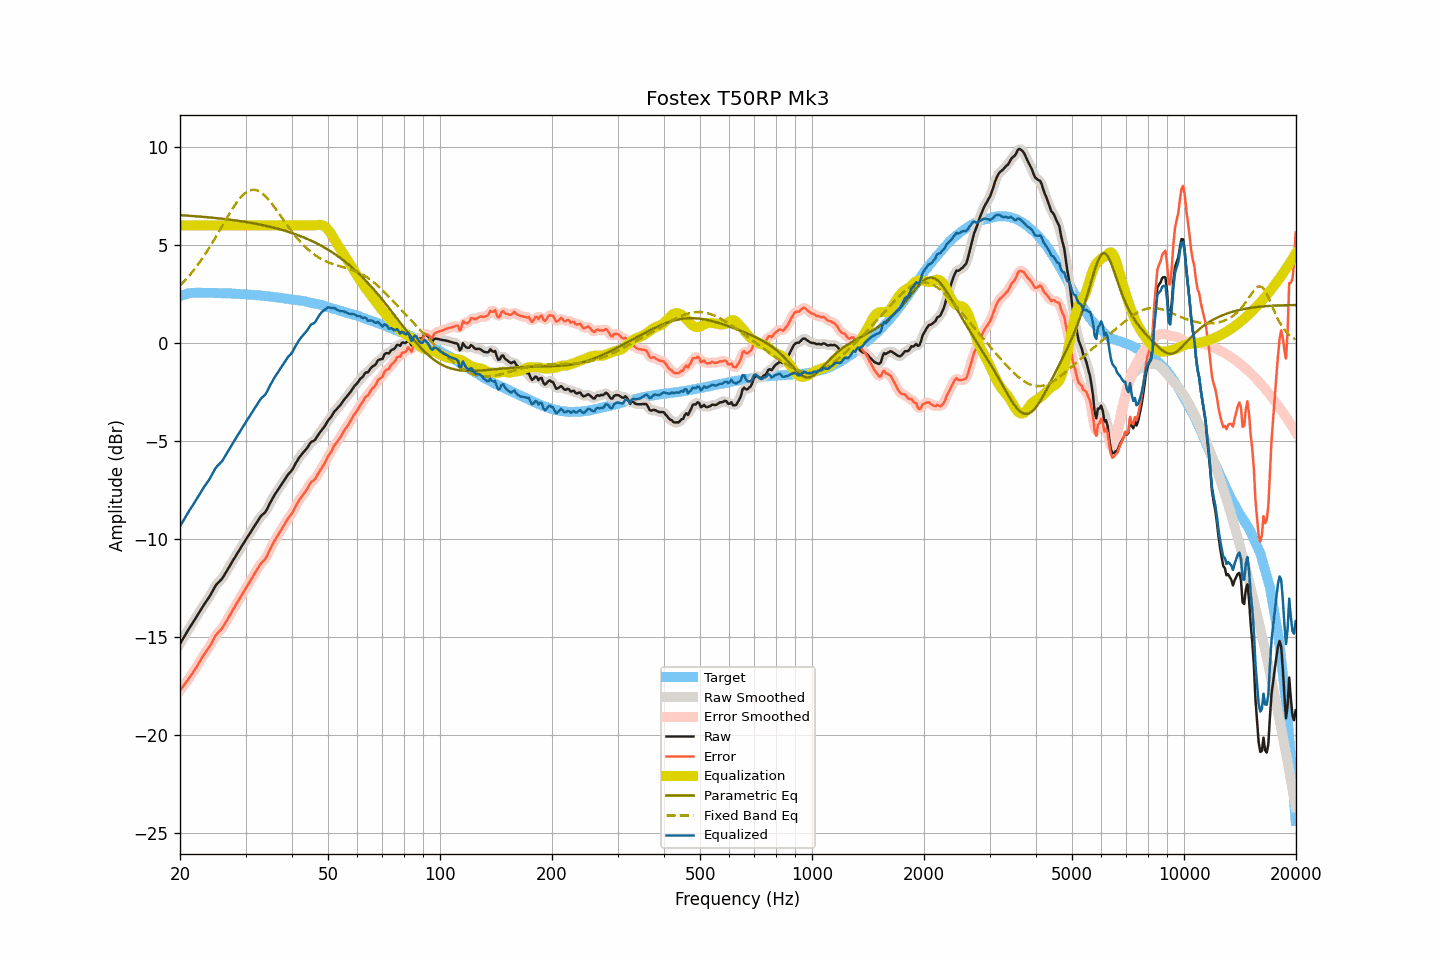 Fostex T50RP Mk3
Amplitude (dBr)
10
5
0
−5
−10
−15
−20
−25
Target
Raw Smoothed
Error Smoothed
Raw
Error
Equalization
Parametric Eq
Fixed Band Eq
Equalized
20 50 100 200 500 1000 2000 5000 10000 20000
Frequency (Hz)